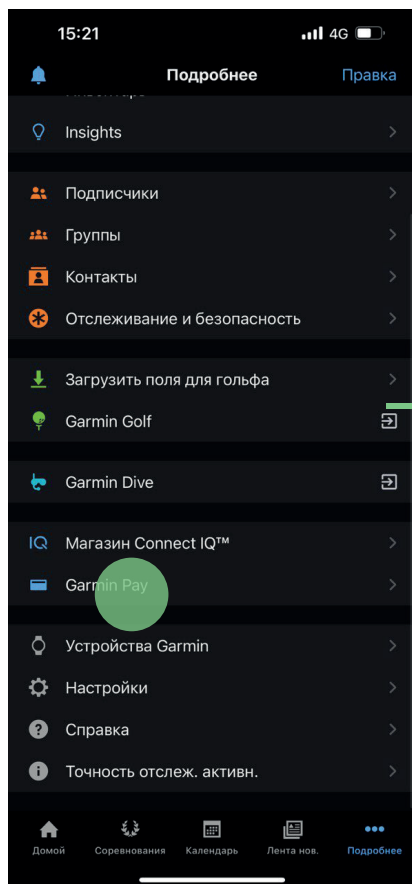 15:21
4G
Подробнее
Правка
Insights
Подписчики
Группы
Контакты
Отслеживание и безопасность
Загрузить поля для гольфа
Garmin Golf
Garmin Dive
IQ Магазин Connect IQ™
Garmin Pay
Устройства Garmin
Настройки
Справка
Точность отслеж. активн.
Домой
Соревнования
Календарь
Лента нов.
Подробнее